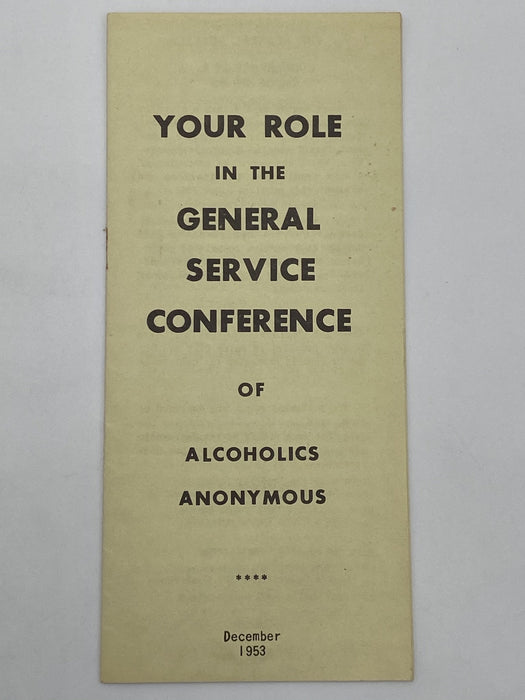 YOUR ROLE
IN THE
GENERAL
SERVICE
CONFERENCE
OF
ALCOHOLICS
ANONYMOUS
****
December
1953